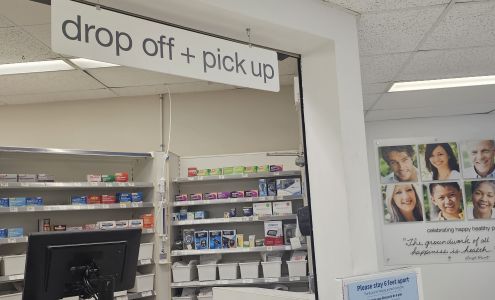 drop off + pick up
celebrating happy, healthy p
"The groundwork of all
happiness is health
Please stay 6 feet apart